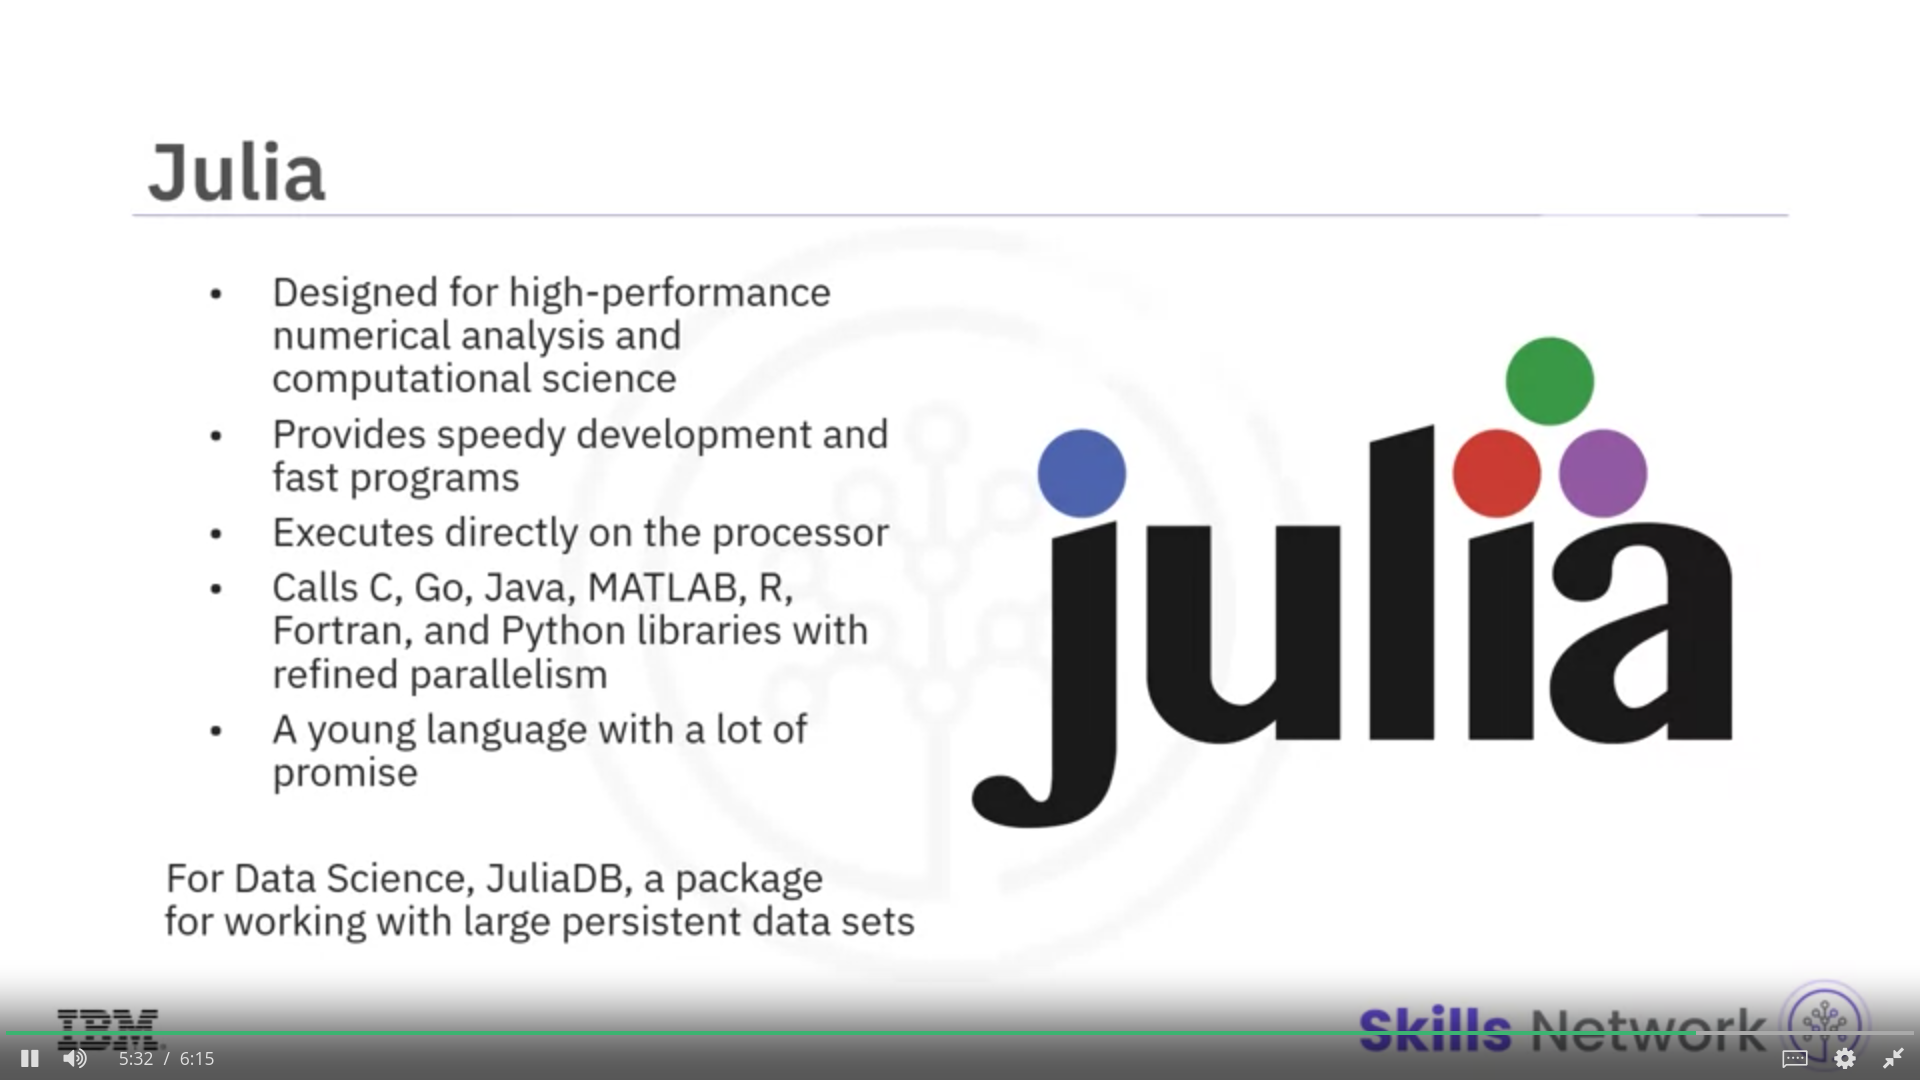 Julia
• Designed for high-performance
numerical analysis and
computational science
• Provides speedy development and
fast programs
• Executes directly on the processor
• Calls C, Go, Java, MATLAB, R,
Fortran, and Python libraries with
refined parallelism
• A young language with a lot of
promise
For Data Science, JuliaDB, a package
for working with large persistent data sets
julia
IBM
Skills Network
5:32 / 6:15